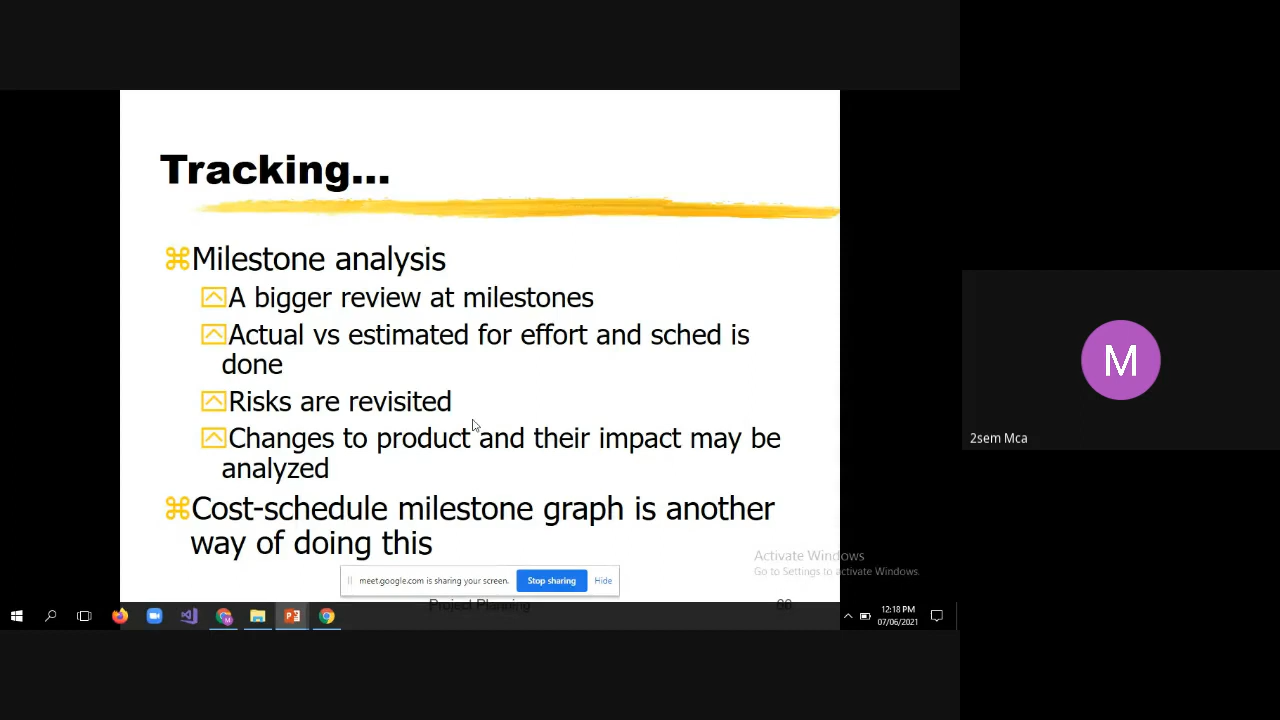 Tracking...
Milestone analysis
A bigger review at milestones
Actual vs estimated for effort and sched is
done
Risks are revisited
Changes to product and their impact may be
analyzed
Cost-schedule milestone graph is another
way of doing this
Activate Windows
Go to Settings to activate Windows.
meet.google.com is sharing your screen.
Stop sharing
Hide
Project Planning
12:18 PM
07/06/2021
M
2sem Mca